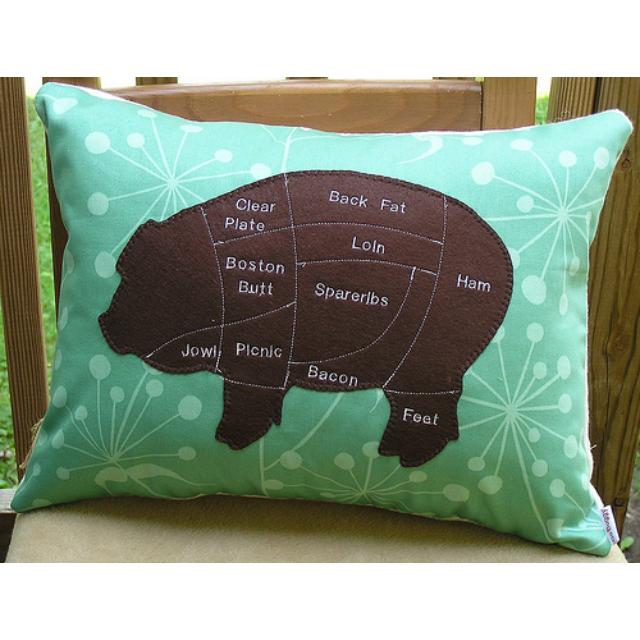 Clear
Plate
Back Fat
Loin
Boston
Butt
Spareribs
Ham
Jowl
Picnic
Bacon
Feet